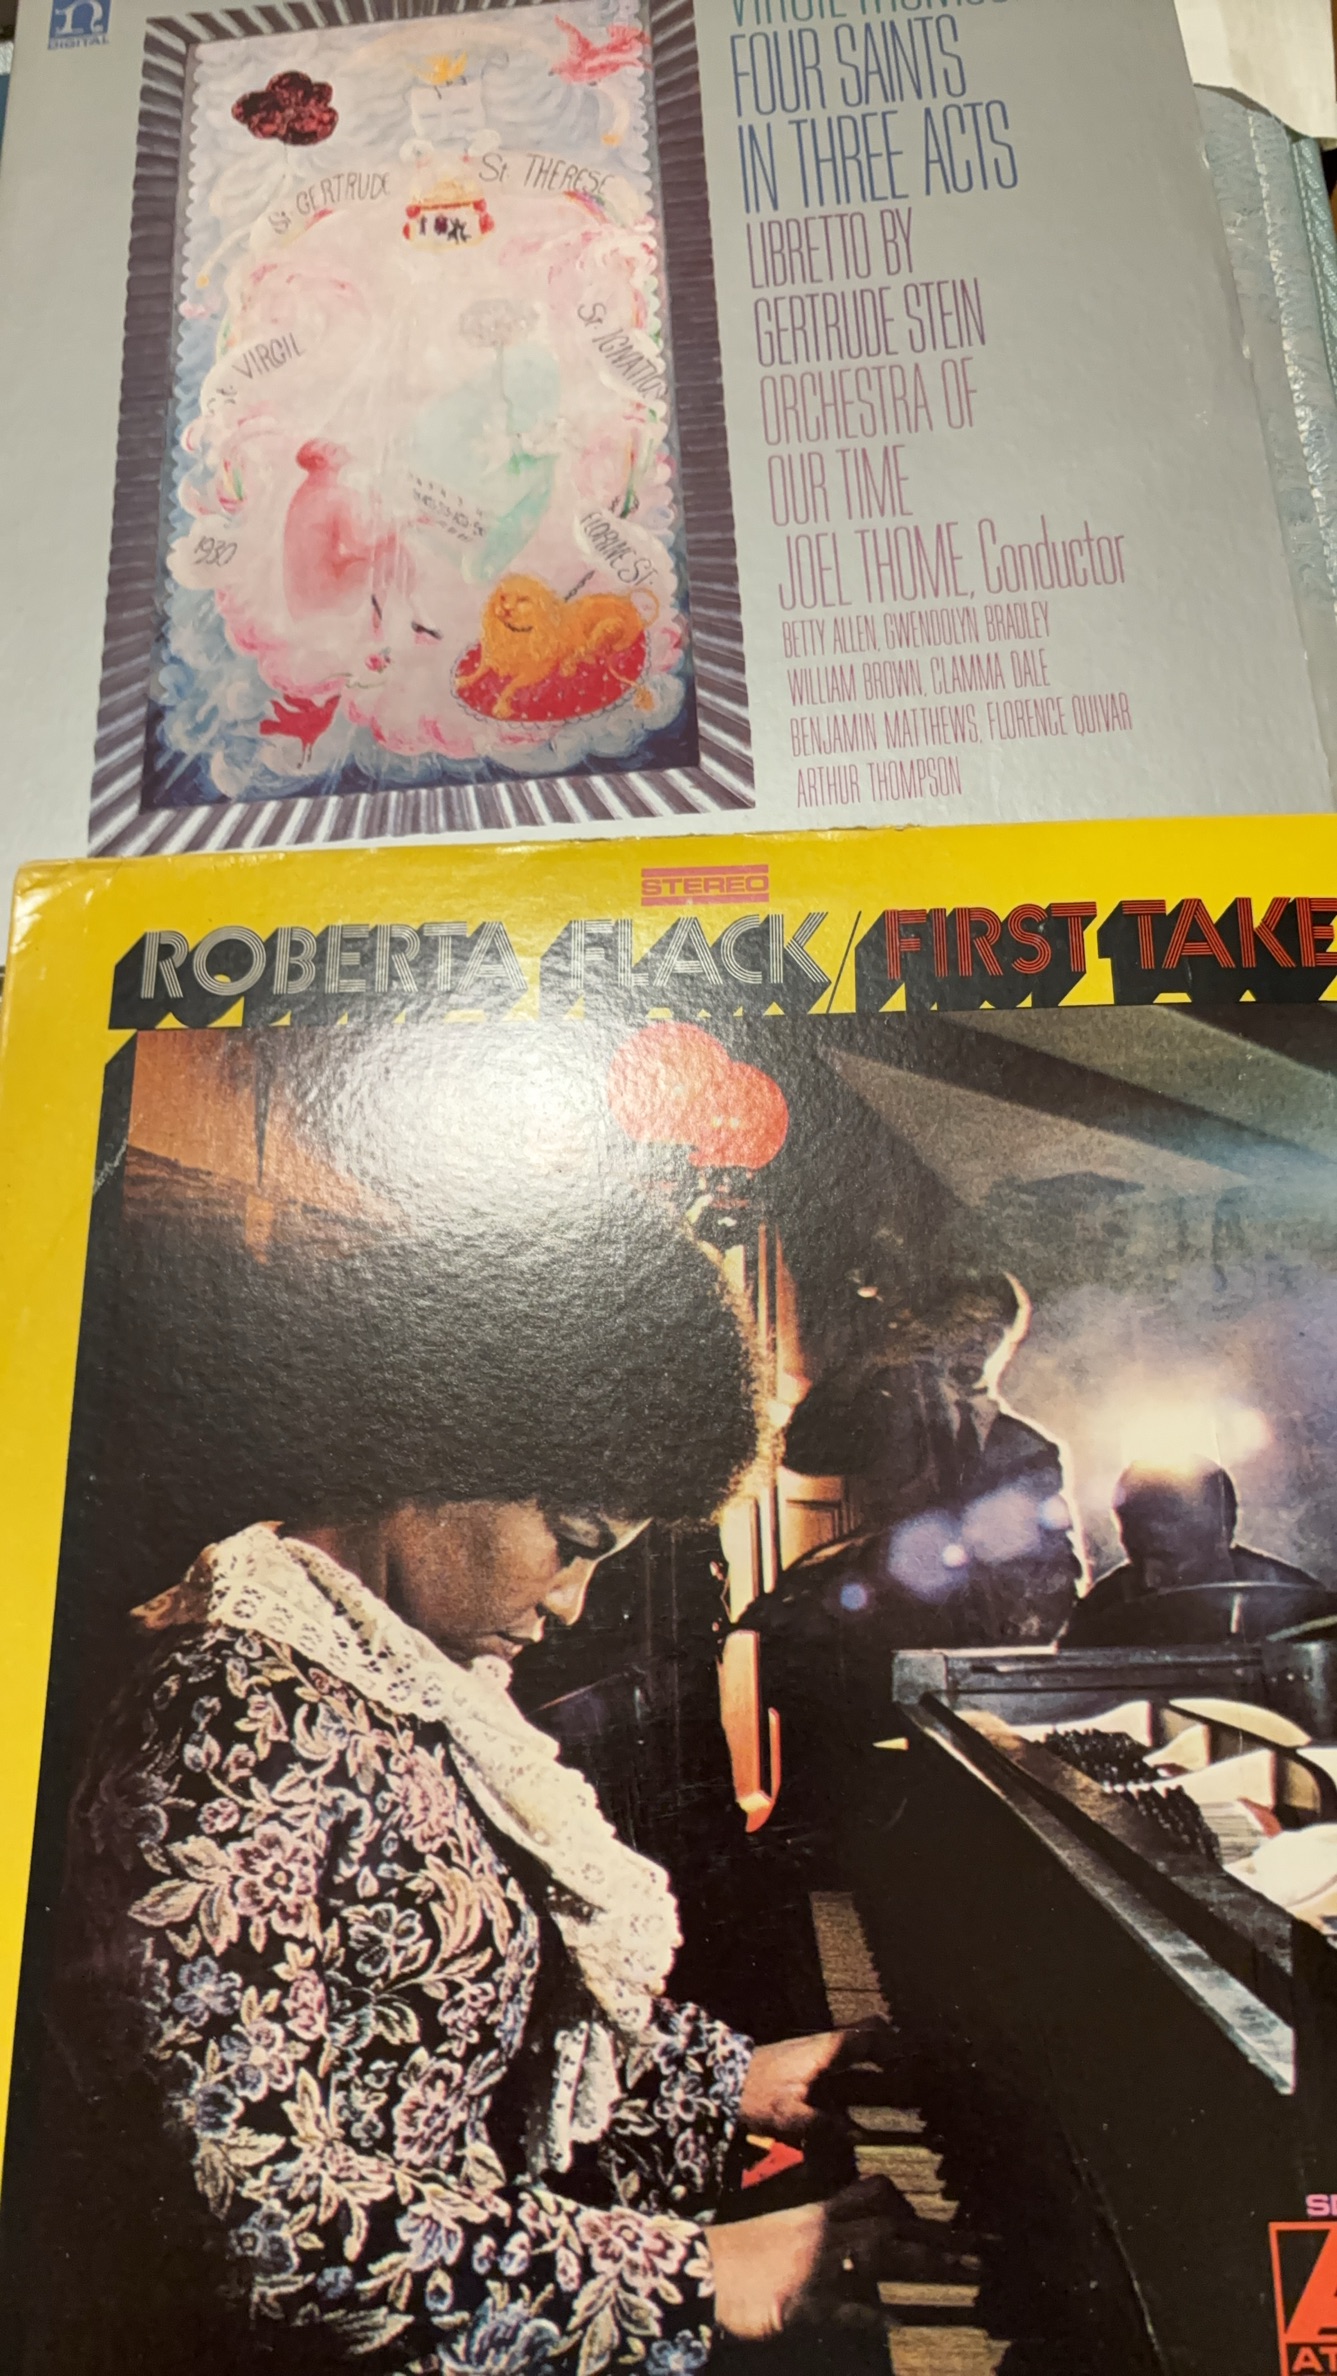 DIGITAL
FOUR SAINTS
IN THREE ACTS
LIBRETTO BY
GERTRUDE STEIN
ORCHESTRA OF
OUR TIME
JOEL THOME, Conductor
BETTY ALLEN, GWENDOLYN BRADLEY
WILLIAM BROWN, CLAMMA DALE
BENJAMIN MATTHEWS, FLORENCE QUIVAR
ARTHUR THOMPSON
St. GERTRUDE
St THERESE
St. VIRGIL
St IGNATIUS
1930
FLORINE St.
STEREO
ROBERTA FLACK/FIRST TAKE